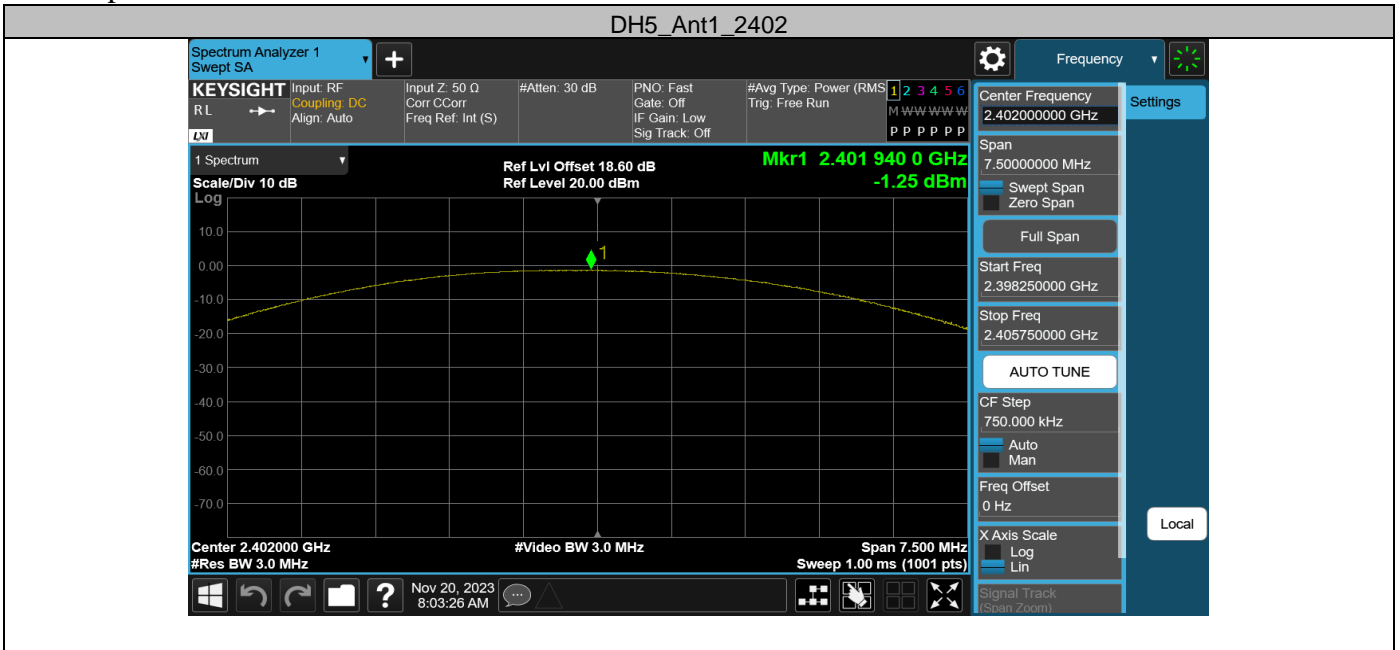 DH5_Ant1_2402
Spectrum Analyzer 1
Swept SA
Frequency
KEYSIGHT
RL
LXI
Input: RF
Coupling: DC
Align: Auto
Input Z: 50 Ω
Corr CCorr
Freq Ref: Int (S)
#Atten: 30 dB
PNO: Fast
Gate: Off
IF Gain: Low
Sig Track: Off
#Avg Type: Power (RMS
Trig: Free Run
1 2 3 4 5 6
M W W W W W
P P P P P P
1 Spectrum
Scale/Div 10 dB
Log
Ref Lvl Offset 18.60 dB
Ref Level 20.00 dBm
Mkr1 2.401 940 0 GHz
-1.25 dBm
1
10.0
0.00
-10.0
-20.0
-30.0
-40.0
-50.0
-60.0
-70.0
Center 2.402000 GHz
#Video BW 3.0 MHz
Span 7.500 MHz
#Res BW 3.0 MHz
Sweep 1.00 ms (1001 pts)
Center Frequency
2.402000000 GHz
Span
7.50000000 MHz
Swept Span
Zero Span
Full Span
Start Freq
2.398250000 GHz
Stop Freq
2.405750000 GHz
AUTO TUNE
CF Step
750.000 kHz
Auto
Man
Freq Offset
0 Hz
X Axis Scale
Log
Lin
Signal Track
(Span Zoom)
Settings
Local
?
Nov 20, 2023
8:03:26 AM